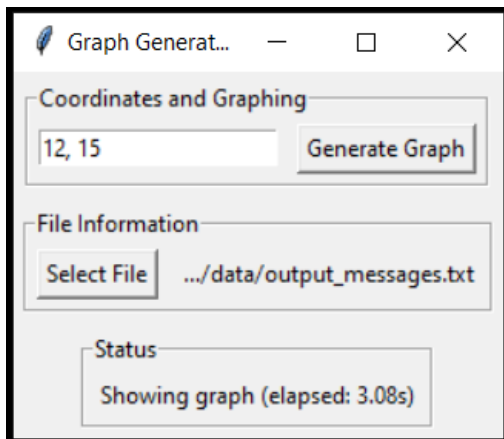 Graph Generat...
Coordinates and Graphing
12, 15
Generate Graph
File Information
Select File
.../data/output_messages.txt
Status
Showing graph (elapsed: 3.08s)